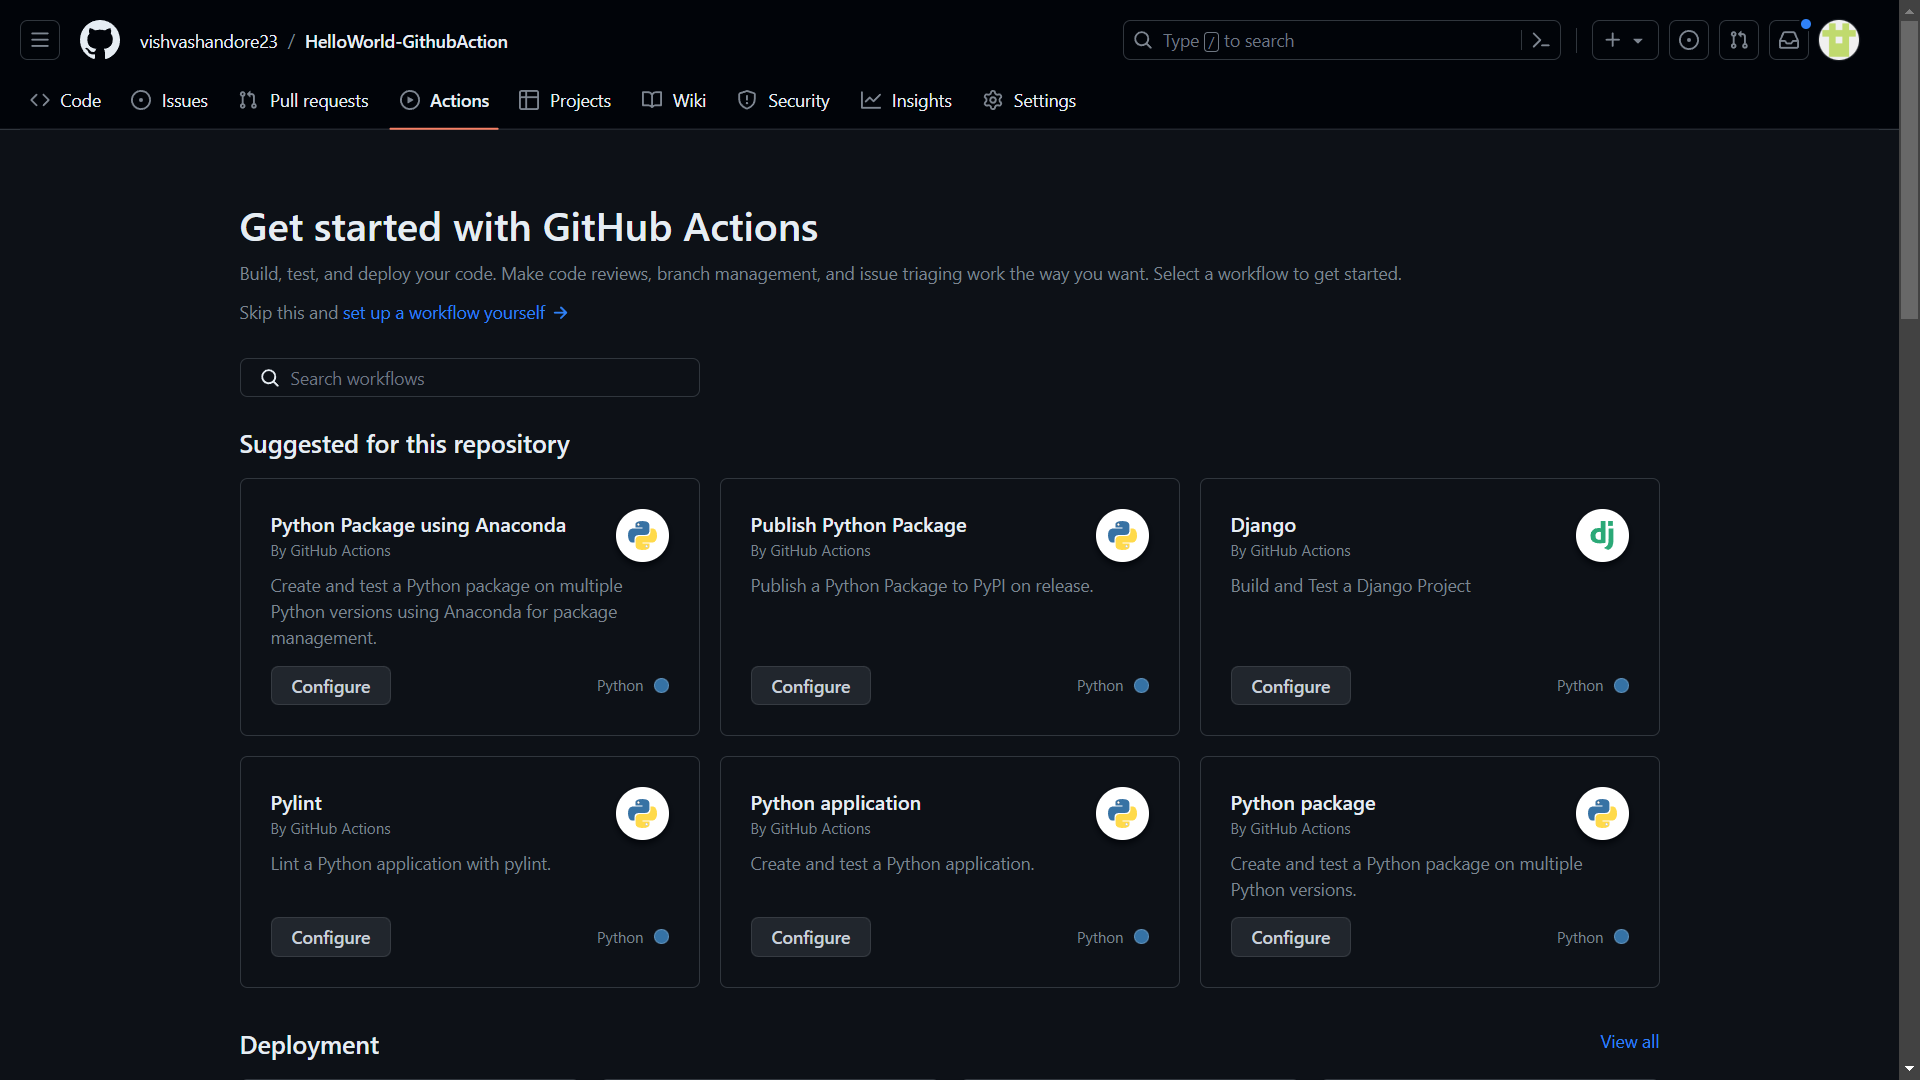 vishvashandore23 / HelloWorld-GithubAction
Type / to search
Code Issues Pull requests Actions Projects Wiki Security Insights Settings
Get started with GitHub Actions
Build, test, and deploy your code. Make code reviews, branch management, and issue triaging work the way you want. Select a workflow to get started.
Skip this and set up a workflow yourself →
Search workflows
Suggested for this repository
Python Package using Anaconda
By GitHub Actions
Create and test a Python package on multiple
Python versions using Anaconda for package
management.
Configure
Python
Publish Python Package
By GitHub Actions
Publish a Python Package to PyPI on release.
Configure
Python
Django
dj
By GitHub Actions
Build and Test a Django Project
Configure
Python
Pylint
By GitHub Actions
Lint a Python application with pylint.
Configure
Python
Python application
By GitHub Actions
Create and test a Python application.
Configure
Python
Python package
By GitHub Actions
Create and test a Python package on multiple
Python versions.
Configure
Python
Deployment
View all